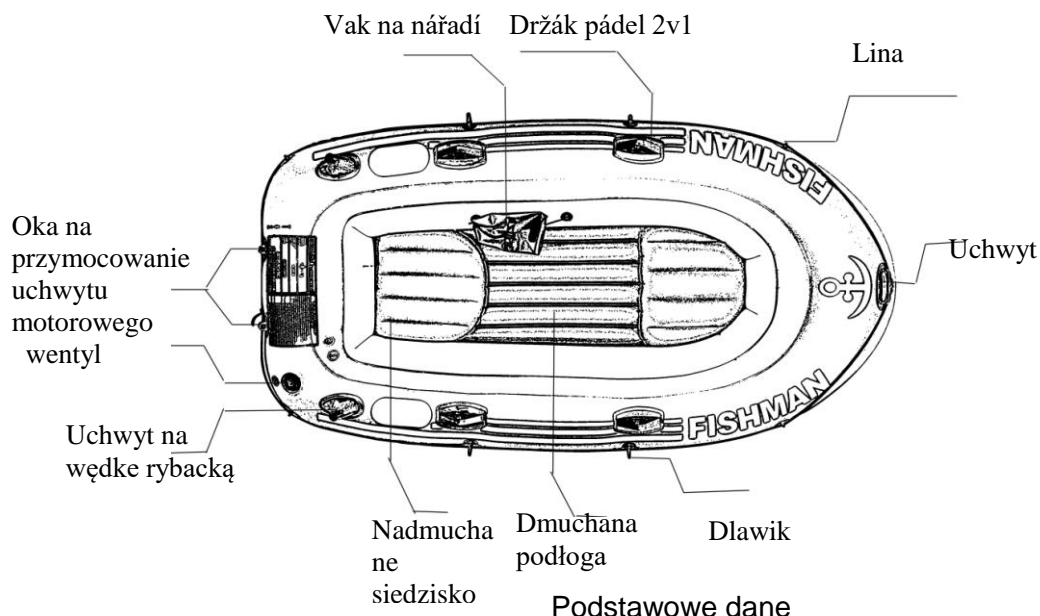 Vak na nářadí
Držák pádel 2v1
Lina
FISHMAN
Oka na
przymocowanie
uchwytu
motorowego
wentyl
Uchwyt
FISHMAN
Uchwyt na
wędke rybacką
Nadmucha
ne
siedzisko
Dmuchana
podłoga
Dlawik
Podstawowe dane